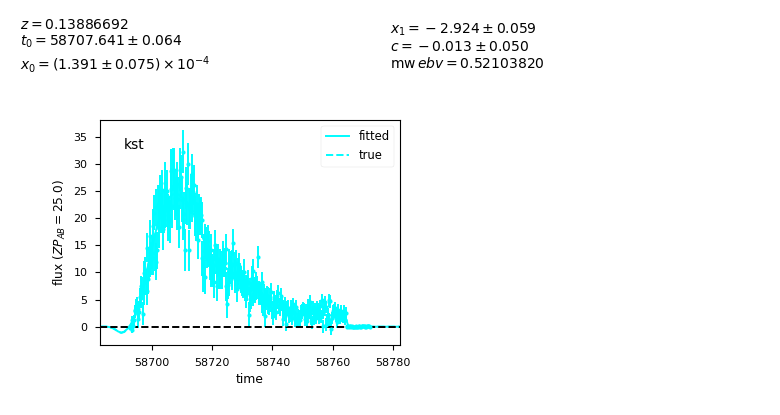 z = 0.13886692
t₀ = 58707.641 ± 0.064
x₀ = (1.391 ± 0.075) × 10⁻⁴
x₁ = −2.924 ± 0.059
c = −0.013 ± 0.050
mw ebv = 0.52103820
kst
fitted
true
35
30
25
20
15
10
5
0
flux (ZP_AB = 25.0)
58700 58720 58740 58760 58780
time